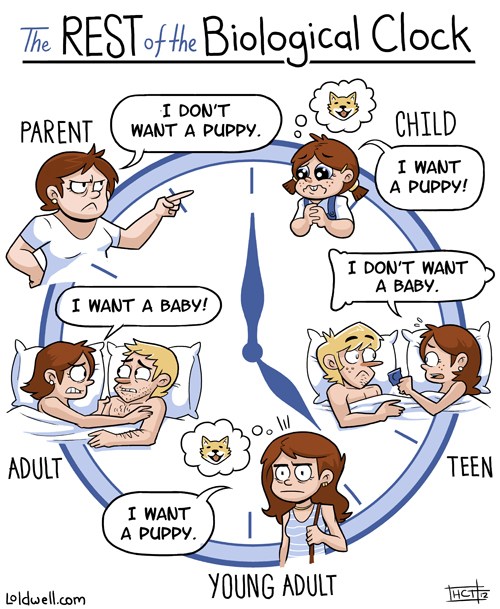 The REST of the Biological Clock
PARENT
I DON'T
WANT A PUPPY.
CHILD
I WANT
A PUPPY!
I DON'T WANT
A BABY.
TEEN
I WANT A BABY!
ADULT
I WANT
A PUPPY.
YOUNG ADULT
Loldwell.com
HCT 12